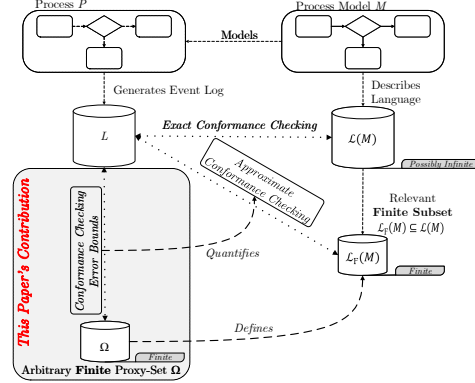 Process P
Process Model M
Models
Generates Event Log
Describes
Language
L
Exact Conformance Checking
ℒ(M)
Possibly Infinite
Approximate
Conformance Checking
This Paper's Contribution
Conformance Checking
Error Bounds
Relevant
Finite Subset
ℒF(M) ⊆ ℒ(M)
Quantifies
ℒF(M)
Finite
Defines
Ω
Finite
Arbitrary Finite Proxy-Set Ω